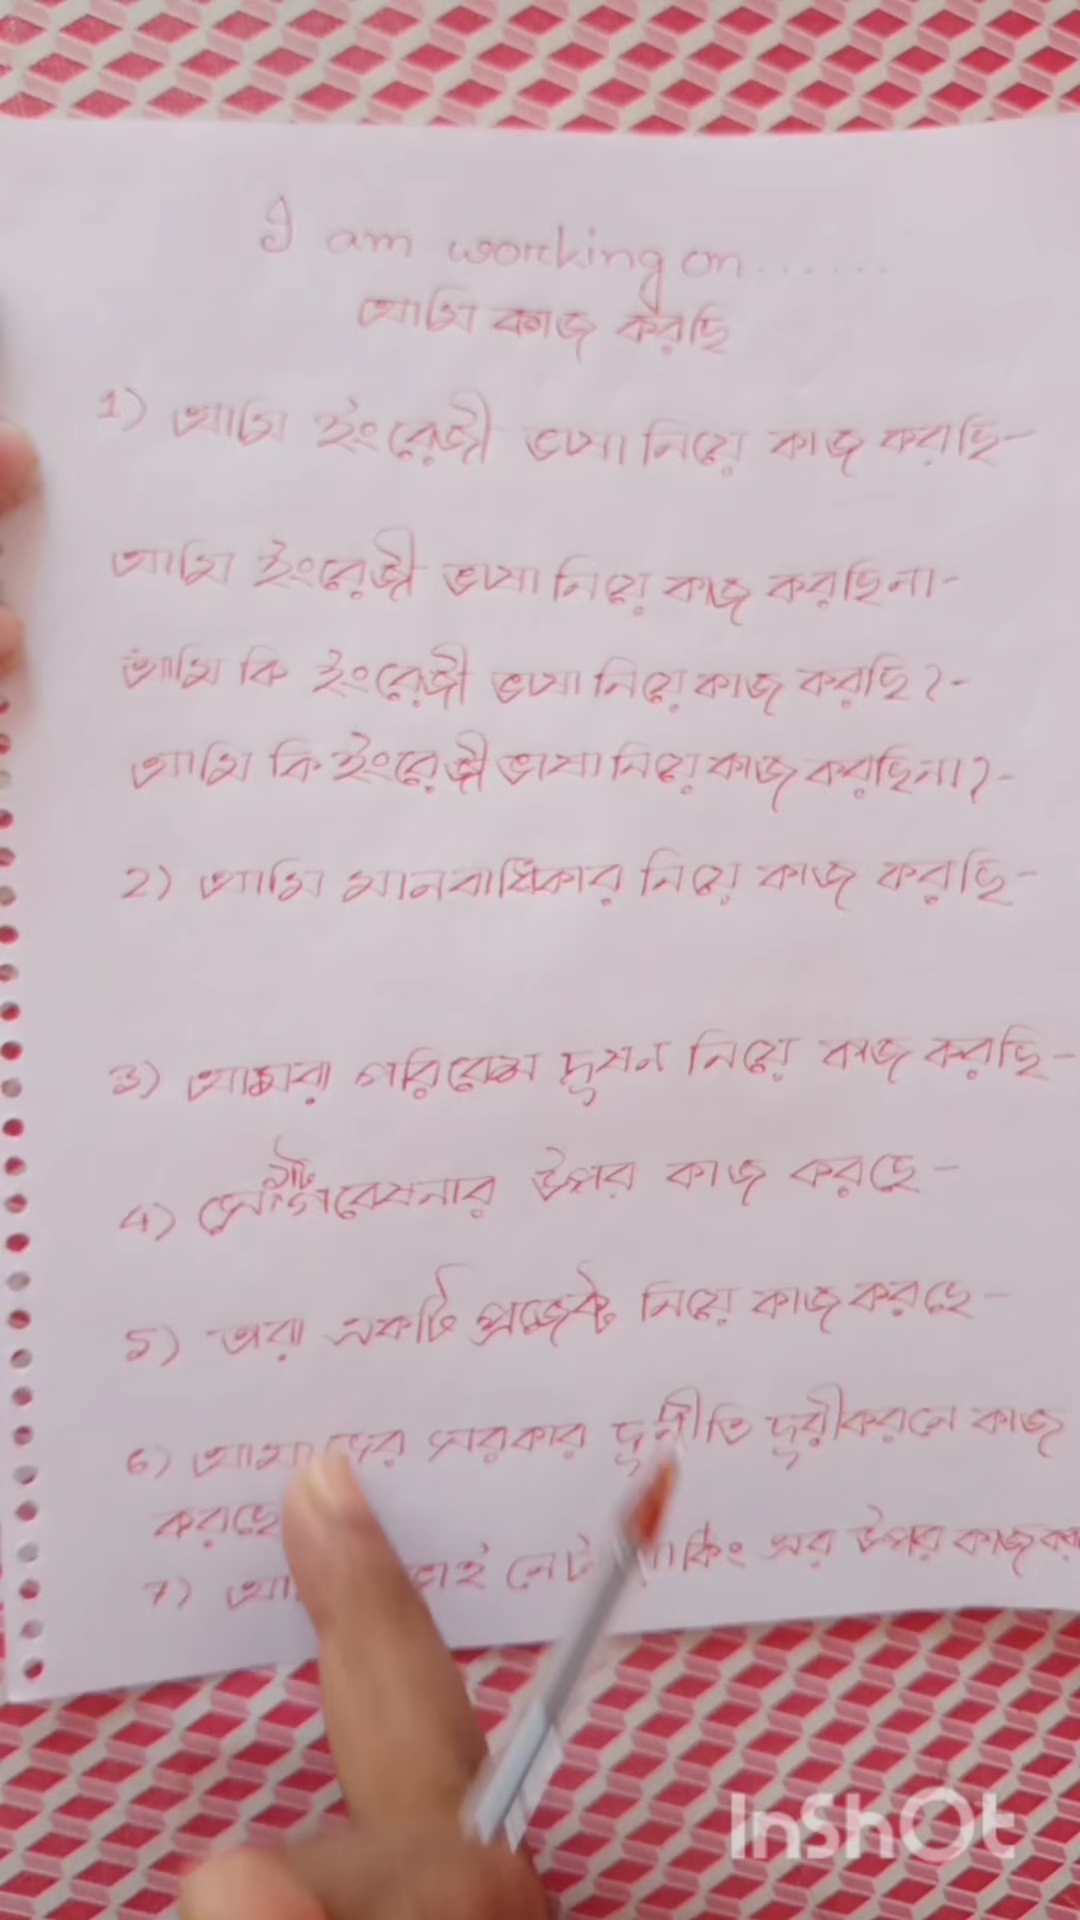 I am working on......
আমি কাজ করছি
1) আমি ইংরেজী ভাষা নিয়ে কাজ করছি-
আমি ইংরেজী ভাষা নিয়ে কাজ করছিনা-
আমি কি ইংরেজী ভাষা নিয়ে কাজ করছি?-
আমি কি ইংরেজী ভাষা নিয়ে কাজ করছিনা?-
2) আমি মানবাধিকার নিয়ে কাজ করছি-
3) আমরা পরিবেশ দূষন নিয়ে কাজ করছি-
4) গবেষনার উপর কাজ করছে-
5) তারা একটি প্রজেক্ট নিয়ে কাজ করছে-
6) আমাদের সরকার দূর্নীতি দূরীকরনে কাজ
করছে
7) এর উপর কাজ
InShOt